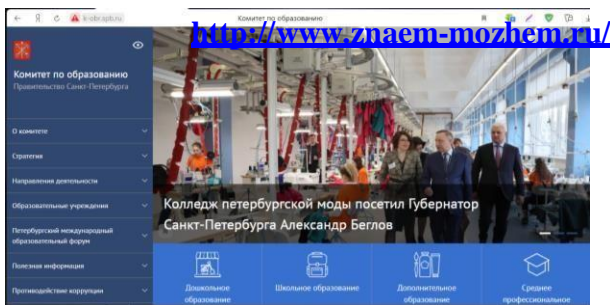 k-obr.spb.ru
Комитет по образованию
http://www.znaem-mozhem.ru/
Комитет по образованию
Правительство Санкт-Петербурга
О комитете
Стратегия
Направления деятельности
Образовательные учреждения
Петербургский международный
образовательный форум
Полезная информация
Противодействие коррупции
Колледж петербургской моды посетил Губернатор
Санкт-Петербурга Александр Беглов
Дошкольное
образование
Школьное образование
Дополнительное
образование
Среднее
профессиональное